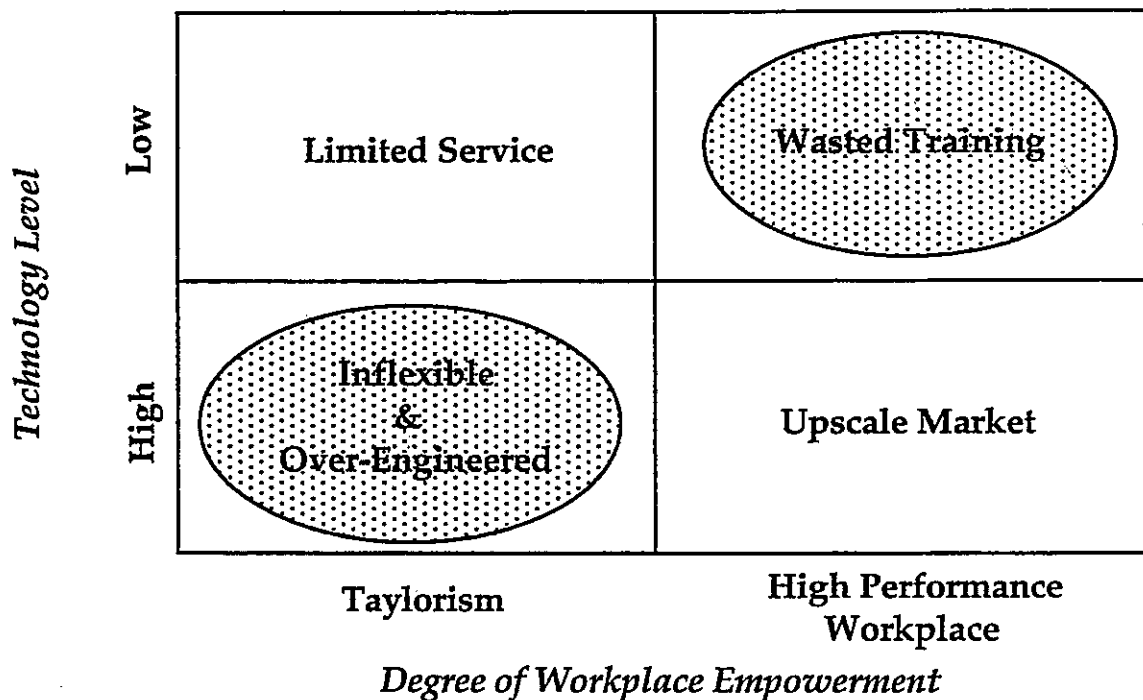 Technology Level
Low
High
Limited Service
Wasted Training
Inflexible
&
Over-Engineered
Upscale Market
Taylorism
High Performance
Workplace
Degree of Workplace Empowerment